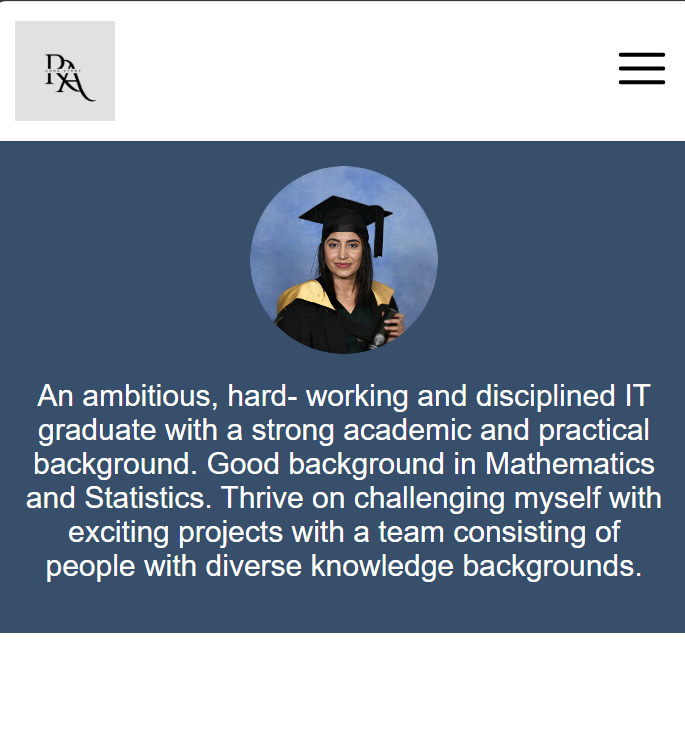 RA
An ambitious, hard- working and disciplined IT
graduate with a strong academic and practical
background. Good background in Mathematics
and Statistics. Thrive on challenging myself with
exciting projects with a team consisting of
people with diverse knowledge backgrounds.